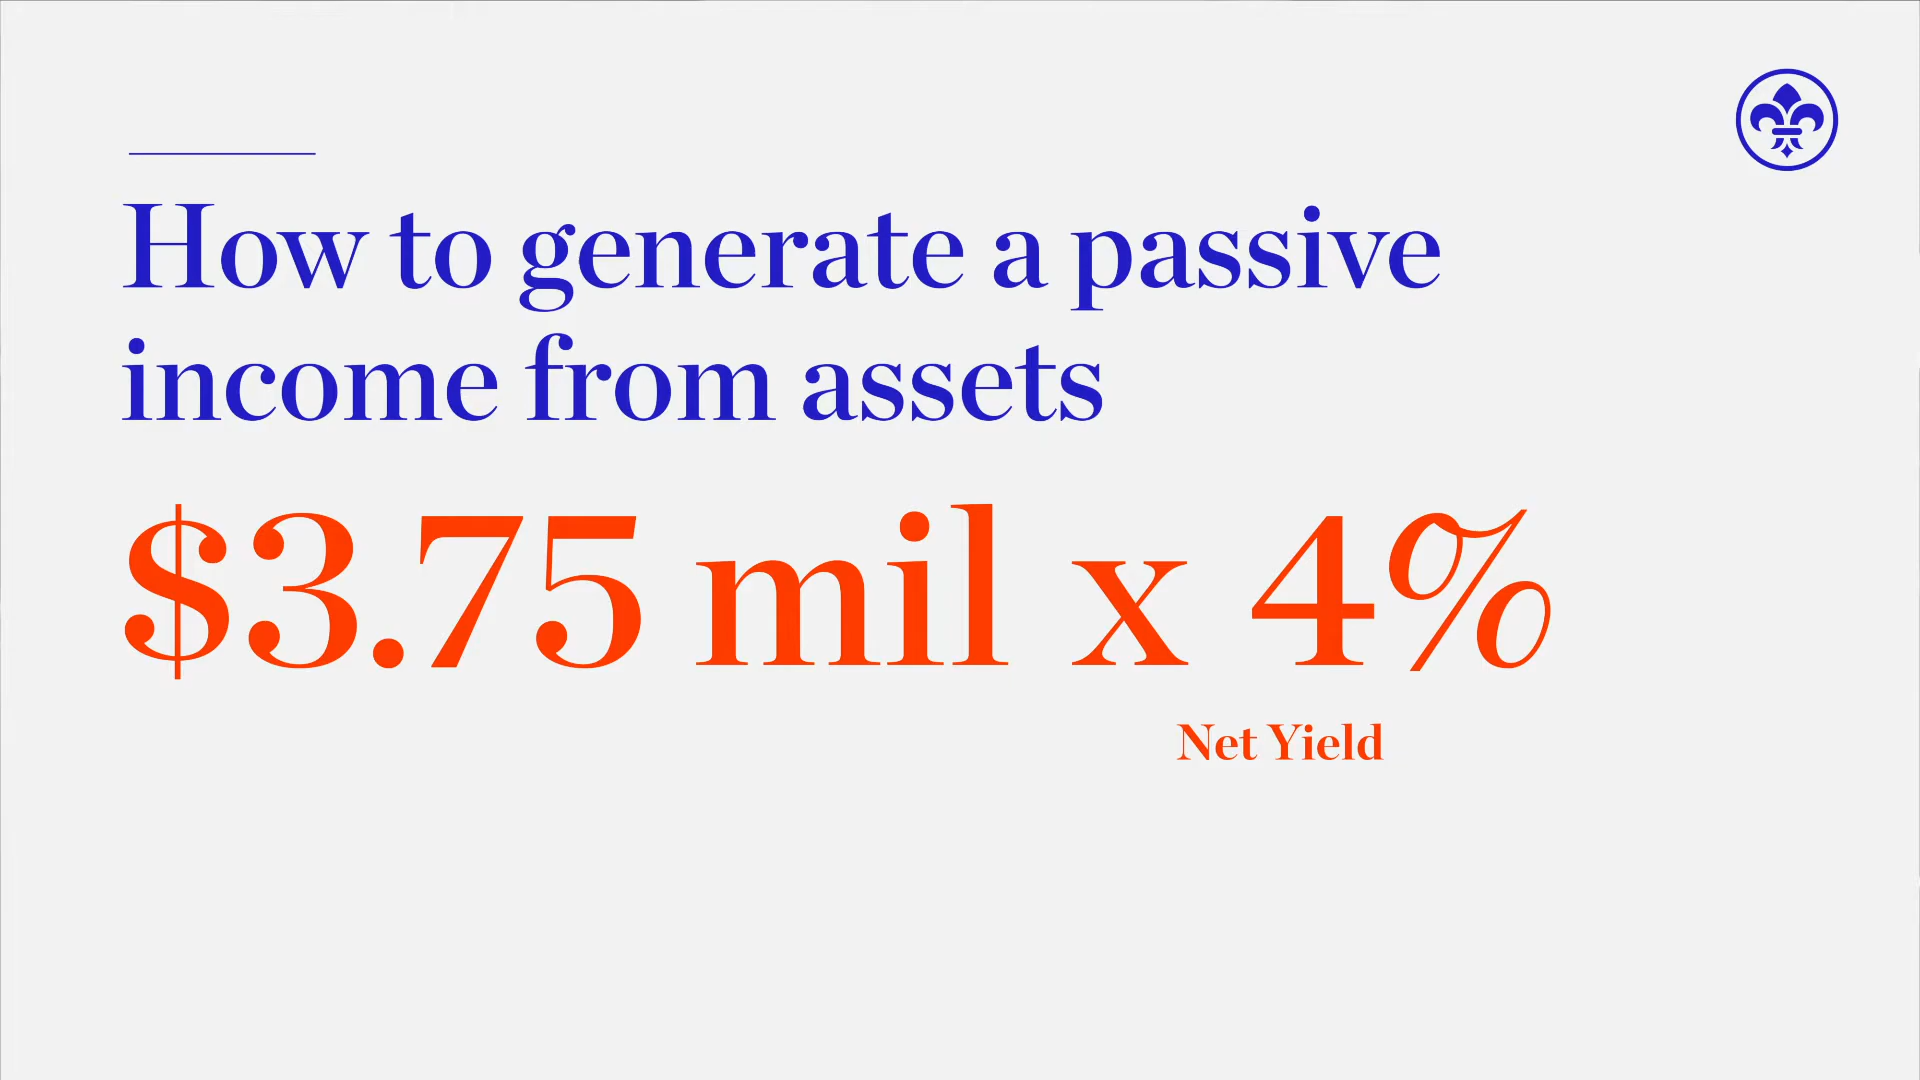 How to generate a passive
income from assets
$3.75 mil x 4%
Net Yield